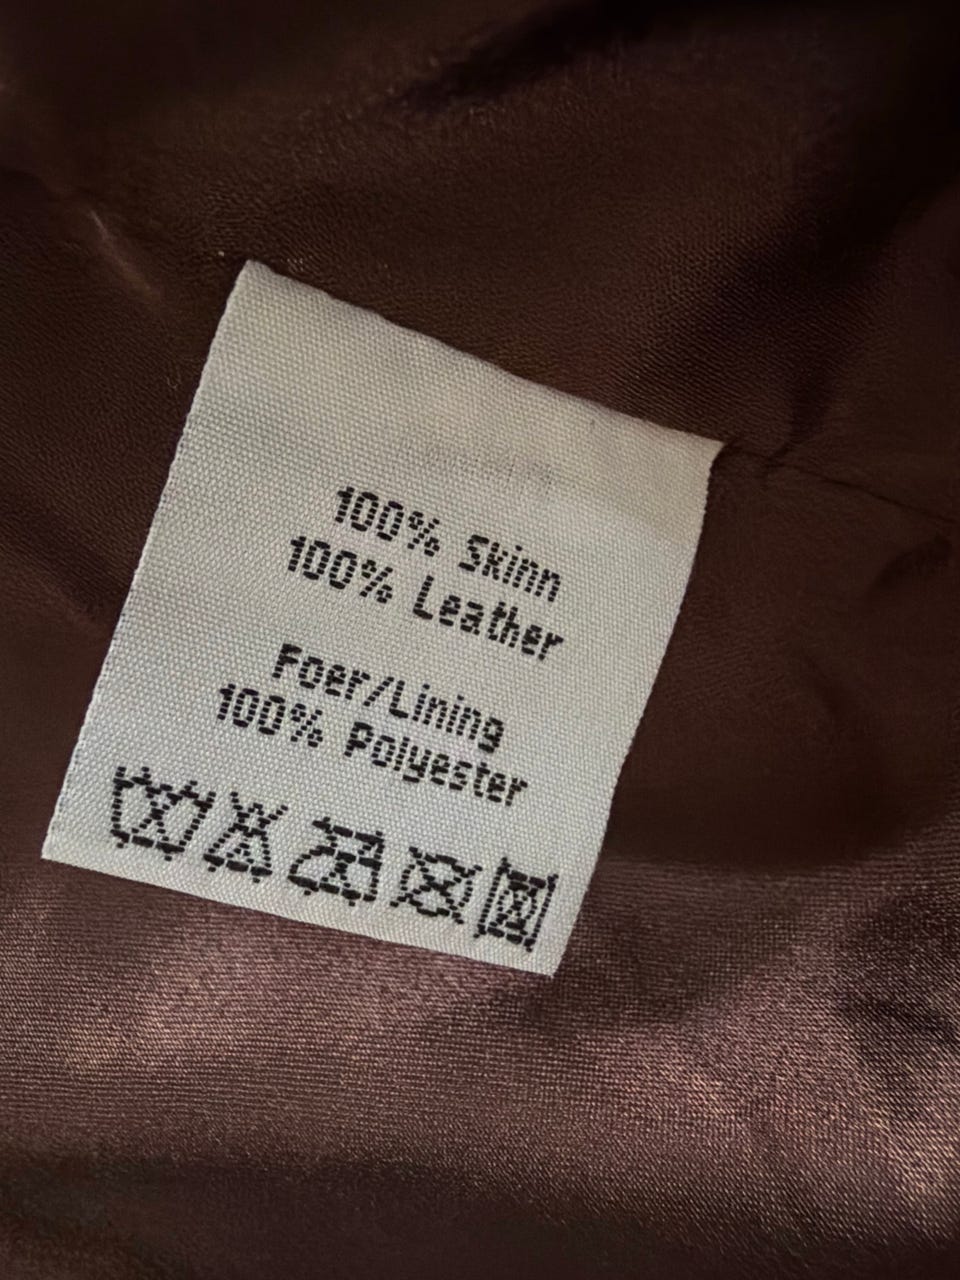 100% Skinn
100% Leather
Foer/Lining
100% Polyester